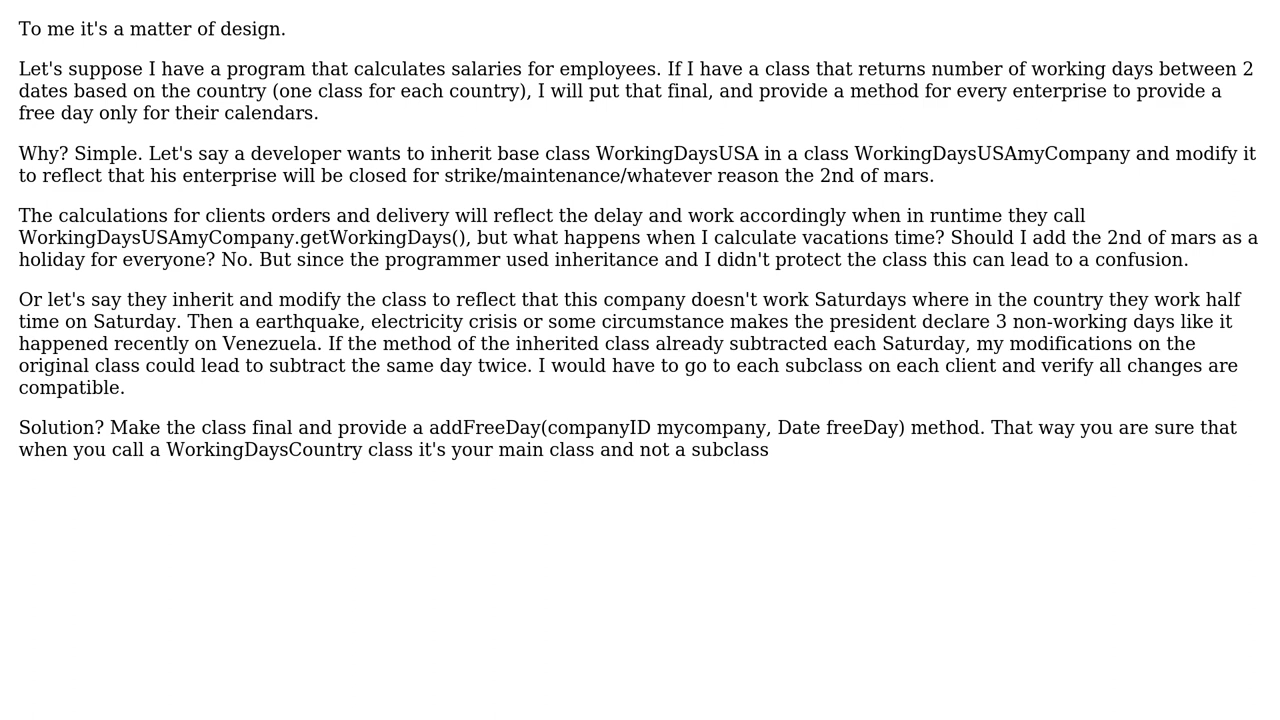 To me it's a matter of design.
Let's suppose I have a program that calculates salaries for employees. If I have a class that returns number of working days between 2
dates based on the country (one class for each country), I will put that final, and provide a method for every enterprise to provide a
free day only for their calendars.
Why? Simple. Let's say a developer wants to inherit base class WorkingDaysUSA in a class WorkingDaysUSAmyCompany and modify it
to reflect that his enterprise will be closed for strike/maintenance/whatever reason the 2nd of mars.
The calculations for clients orders and delivery will reflect the delay and work accordingly when in runtime they call
WorkingDaysUSAmyCompany.getWorkingDays(), but what happens when I calculate vacations time? Should I add the 2nd of mars as a
holiday for everyone? No. But since the programmer used inheritance and I didn't protect the class this can lead to a confusion.
Or let's say they inherit and modify the class to reflect that this company doesn't work Saturdays where in the country they work half
time on Saturday. Then a earthquake, electricity crisis or some circumstance makes the president declare 3 non-working days like it
happened recently on Venezuela. If the method of the inherited class already subtracted each Saturday, my modifications on the
original class could lead to subtract the same day twice. I would have to go to each subclass on each client and verify all changes are
compatible.
Solution? Make the class final and provide a addFreeDay(companyID mycompany, Date freeDay) method. That way you are sure that
when you call a WorkingDaysCountry class it's your main class and not a subclass